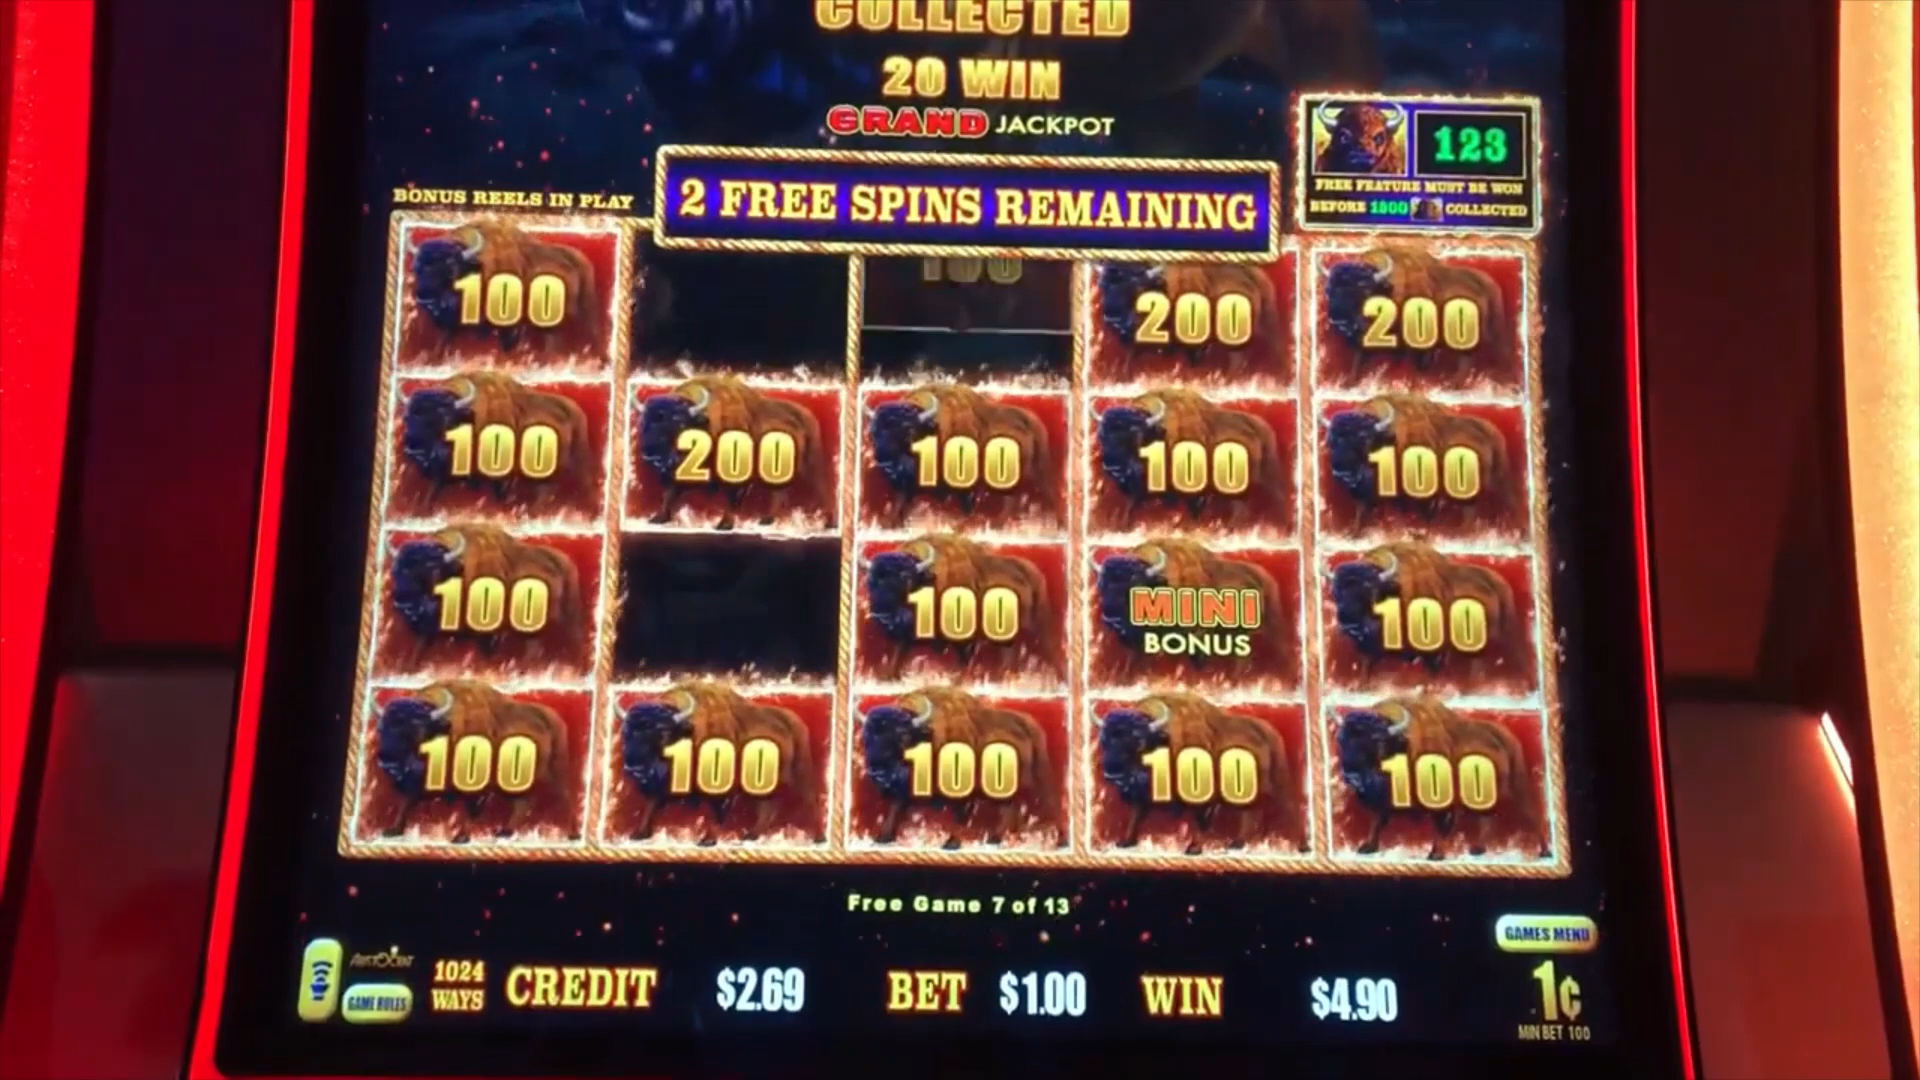 COLLECTED
20 WIN
GRAND JACKPOT
123
FREE FEATURE MUST BE WON
BEFORE 1800 COLLECTED
BONUS REELS IN PLAY
2 FREE SPINS REMAINING
100
100
200
200
100
200
100
100
100
100
100
MINI
BONUS
100
100
100
100
100
100
Free Game 7 of 13
GAMES MENU
ARISTOCRAT
GAME RULES
1024
WAYS
CREDIT $2.69
BET $1.00
WIN $4.90
1¢
MIN BET 100